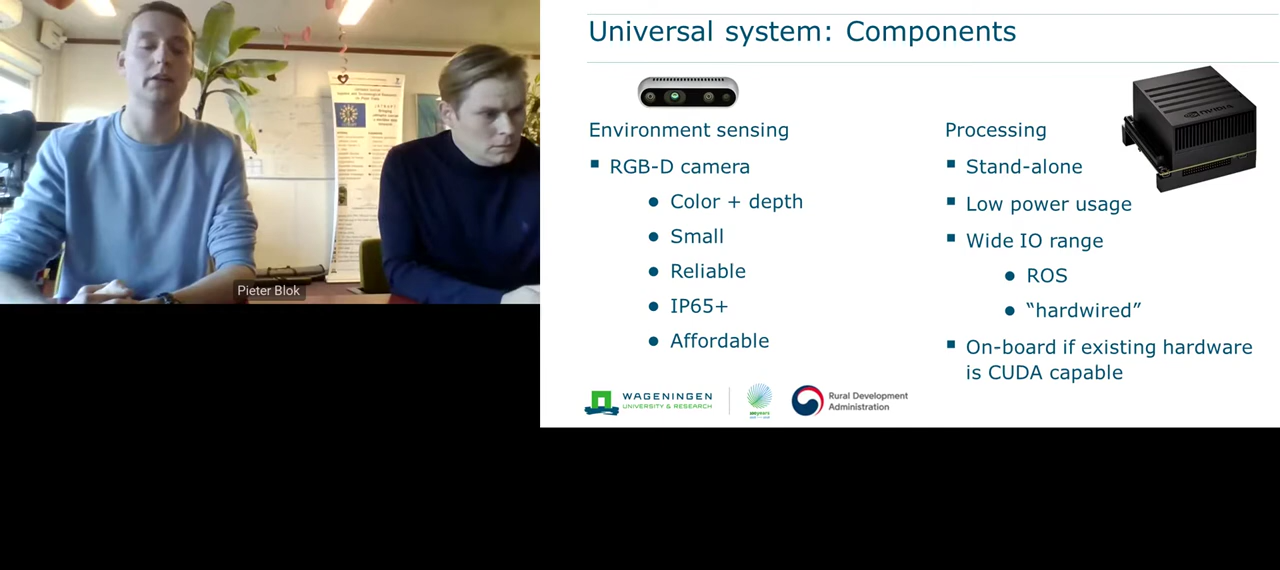 Pieter Blok
Universal system: Components
Environment sensing
RGB-D camera
Color + depth
Small
Reliable
IP65+
Affordable
Processing
Stand-alone
Low power usage
Wide IO range
ROS
“hardwired”
On-board if existing hardware
is CUDA capable
NVIDIA
WAGENINGEN
UNIVERSITY & RESEARCH
100years
Rural Development
Administration